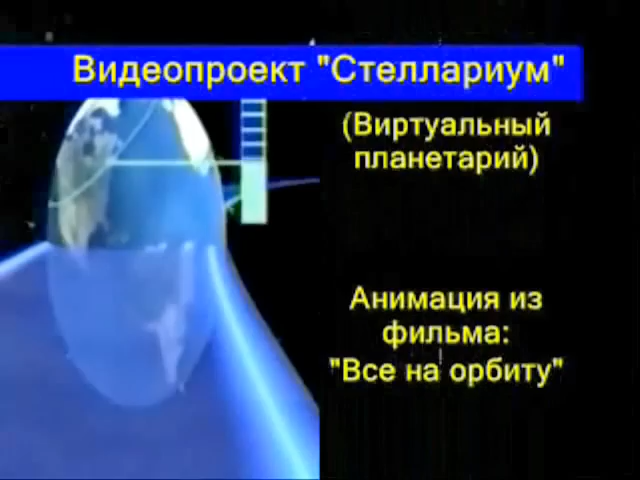 Видеопроект "Стеллариум"
(Виртуальный
планетарий)
Анимация из
фильма:
"Все на орбиту"